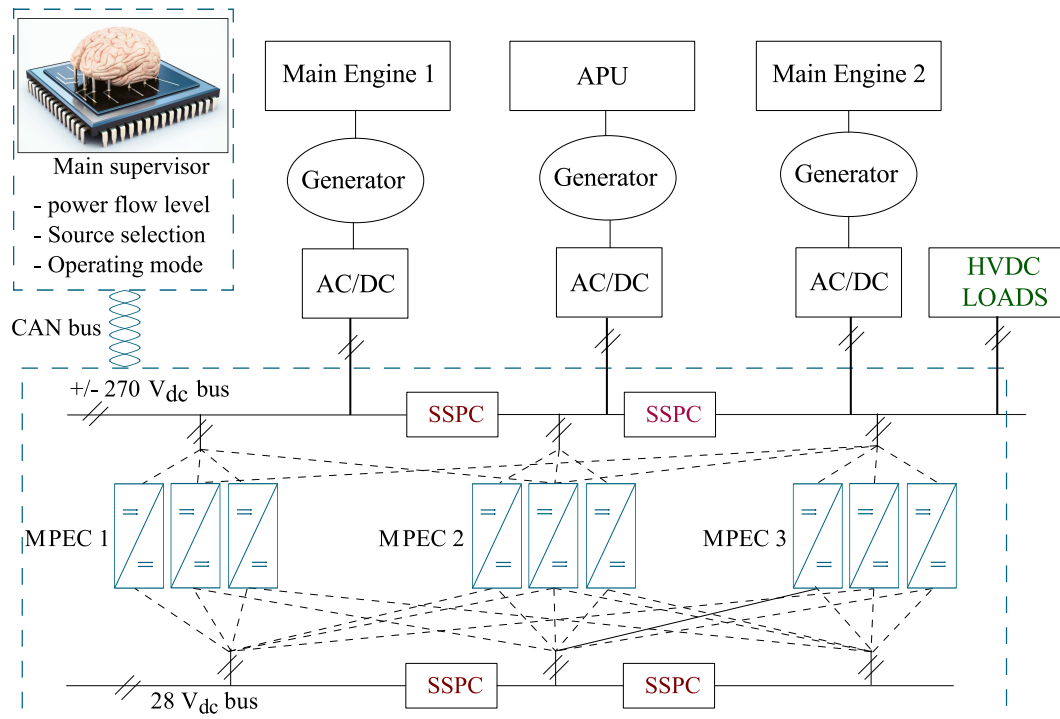 Main supervisor
- power flow level
- Source selection
- Operating mode
CAN bus
Main Engine 1
APU
Main Engine 2
Generator
Generator
Generator
AC/DC
AC/DC
AC/DC
HVDC
LOADS
+/- 270 Vdc bus
SSPC
SSPC
MPEC 1
MPEC 2
MPEC 3
28 Vdc bus
SSPC
SSPC